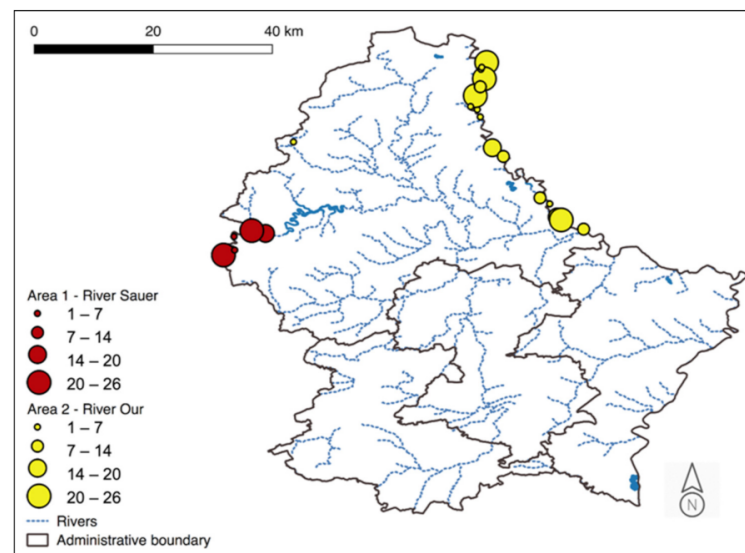 0 20 40 km
Area 1 - River Sauer
1 – 7
7 – 14
14 – 20
20 – 26
Area 2 - River Our
1 – 7
7 – 14
14 – 20
20 – 26
Rivers
Administrative boundary
N